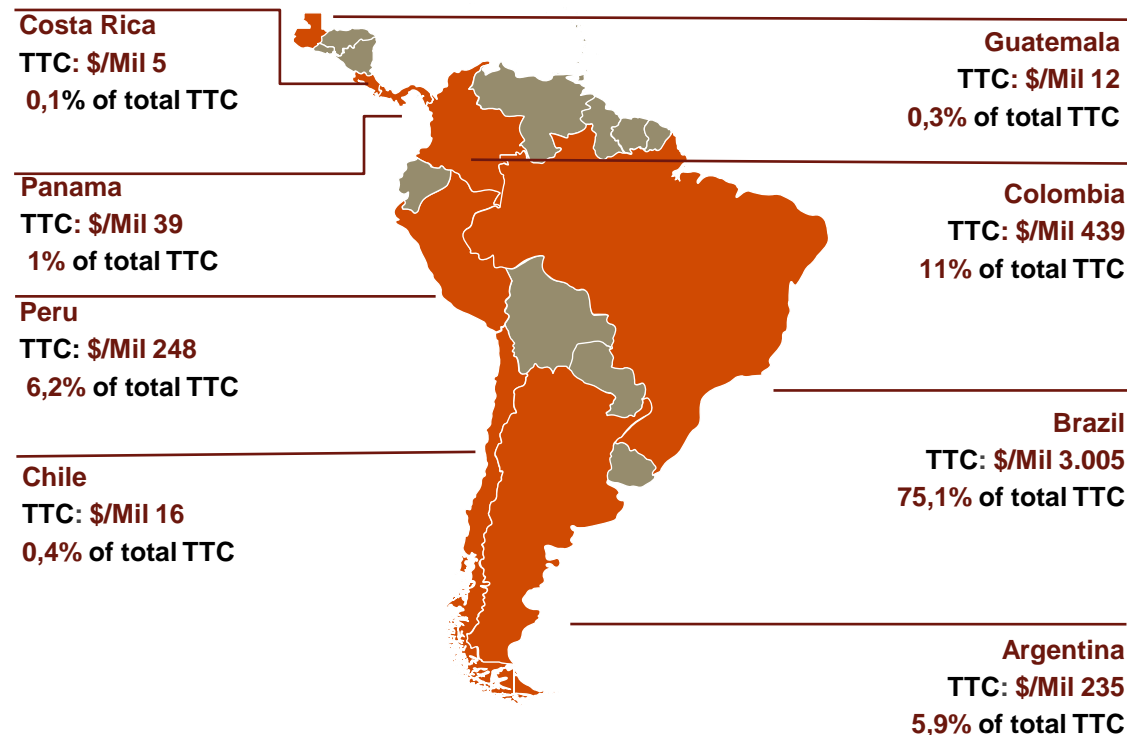 Costa Rica
TTC: $/Mil 5
0,1% of total TTC
Guatemala
TTC: $/Mil 12
0,3% of total TTC
Panama
TTC: $/Mil 39
1% of total TTC
Colombia
TTC: $/Mil 439
11% of total TTC
Peru
TTC: $/Mil 248
6,2% of total TTC
Brazil
TTC: $/Mil 3.005
75,1% of total TTC
Chile
TTC: $/Mil 16
0,4% of total TTC
Argentina
TTC: $/Mil 235
5,9% of total TTC